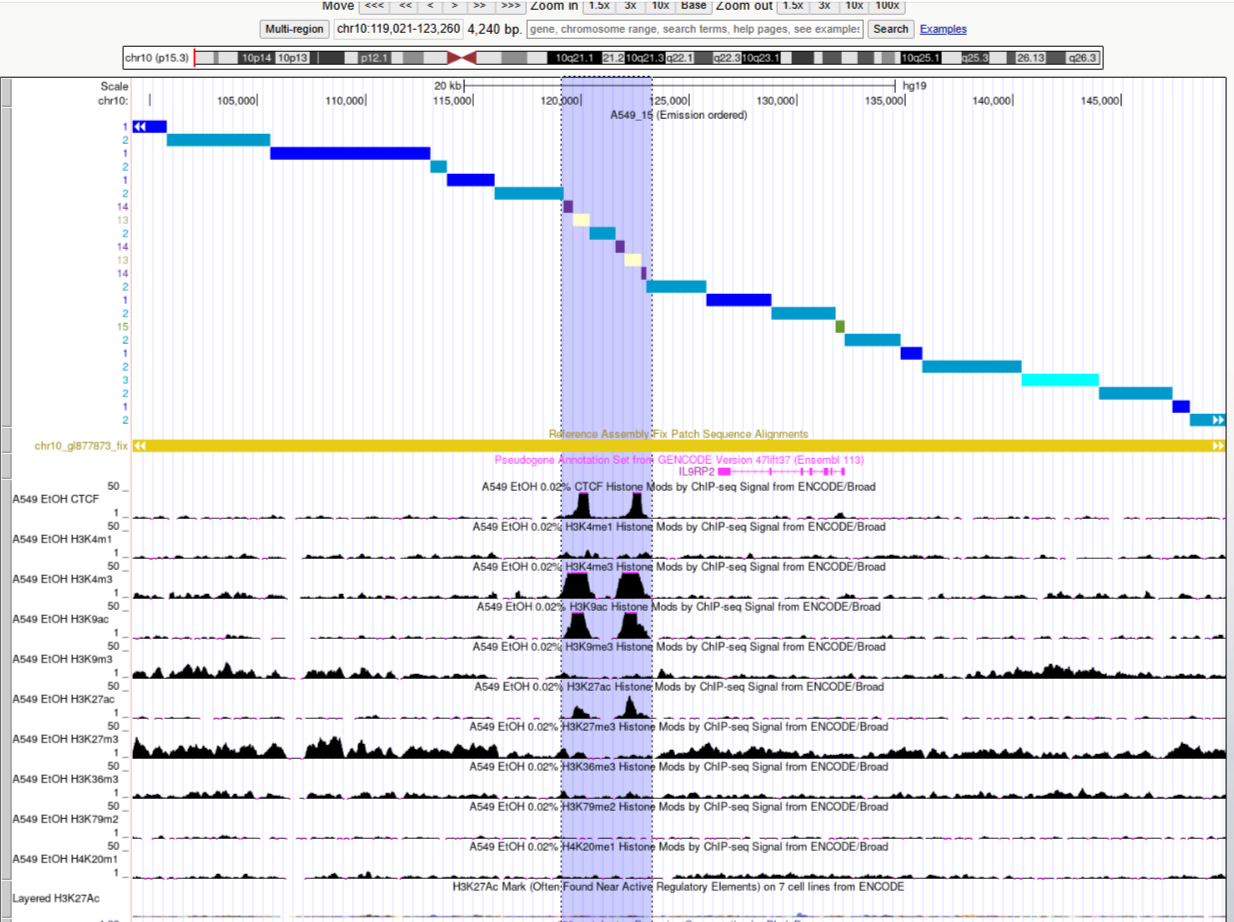 Move <<< << < > >> >>> Zoom in 1.5x 3x 10x Base Zoom out 1.5x 3x 10x 100x
Multi-region chr10:119,021-123,260 4,240 bp. gene, chromosome range, search terms, help pages, see examples Search Examples
chr10 (p15.3) 10p14 10p13 p12.1 10q21.1 21.2 10q21.3 q22.1 q22.3 10q23.1 10q25.1 q25.3 26.13 q26.3
Scale 20 kb hg19
chr10: 105,000 110,000 115,000 120,000 125,000 130,000 135,000 140,000 145,000
A549_15 (Emission ordered)
1
2
1
2
1
2
14
13
2
14
13
14
2
1
2
15
2
1
2
3
2
1
2
Reference Assembly Fix Patch Sequence Alignments
chr10_gl877873_fix
Pseudogene Annotation Set from GENCODE Version 47lift37 (Ensembl 113)
IL9RP2
A549 EtOH 0.02% CTCF Histone Mods by ChIP-seq Signal from ENCODE/Broad
50
A549 EtOH CTCF
1
A549 EtOH 0.02% H3K4me1 Histone Mods by ChIP-seq Signal from ENCODE/Broad
50
A549 EtOH H3K4m1
1
A549 EtOH 0.02% H3K4me3 Histone Mods by ChIP-seq Signal from ENCODE/Broad
50
A549 EtOH H3K4m3
1
A549 EtOH 0.02% H3K9ac Histone Mods by ChIP-seq Signal from ENCODE/Broad
50
A549 EtOH H3K9ac
1
A549 EtOH 0.02% H3K9me3 Histone Mods by ChIP-seq Signal from ENCODE/Broad
50
A549 EtOH H3K9m3
1
A549 EtOH 0.02% H3K27ac Histone Mods by ChIP-seq Signal from ENCODE/Broad
50
A549 EtOH H3K27ac
1
A549 EtOH 0.02% H3K27me3 Histone Mods by ChIP-seq Signal from ENCODE/Broad
50
A549 EtOH H3K27m3
1
A549 EtOH 0.02% H3K36me3 Histone Mods by ChIP-seq Signal from ENCODE/Broad
50
A549 EtOH H3K36m3
1
A549 EtOH 0.02% H3K79me2 Histone Mods by ChIP-seq Signal from ENCODE/Broad
50
A549 EtOH H3K79m2
1
A549 EtOH 0.02% H4K20me1 Histone Mods by ChIP-seq Signal from ENCODE/Broad
50
A549 EtOH H4K20m1
1
H3K27Ac Mark (Often Found Near Active Regulatory Elements) on 7 cell lines from ENCODE
Layered H3K27Ac